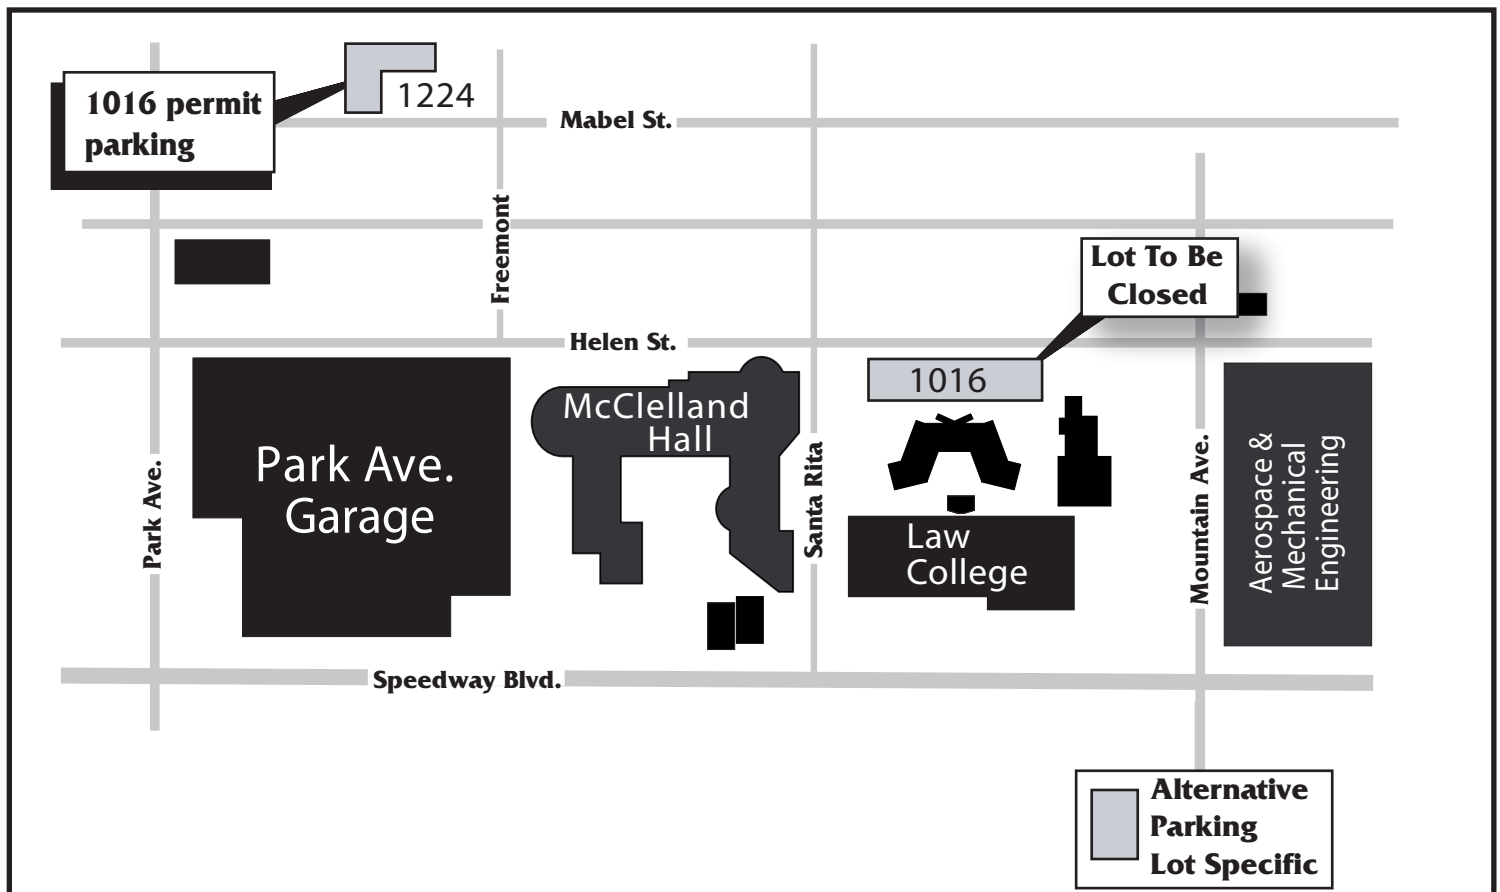 1016 permit
parking
1224
Mabel St.
Freemont
Lot To Be
Closed
Helen St.
1016
McClelland
Hall
Park Ave.
Garage
Park Ave.
Santa Rita
Law
College
Mountain Ave.
Aerospace &
Mechanical
Engineering
Speedway Blvd.
Alternative
Parking
Lot Specific